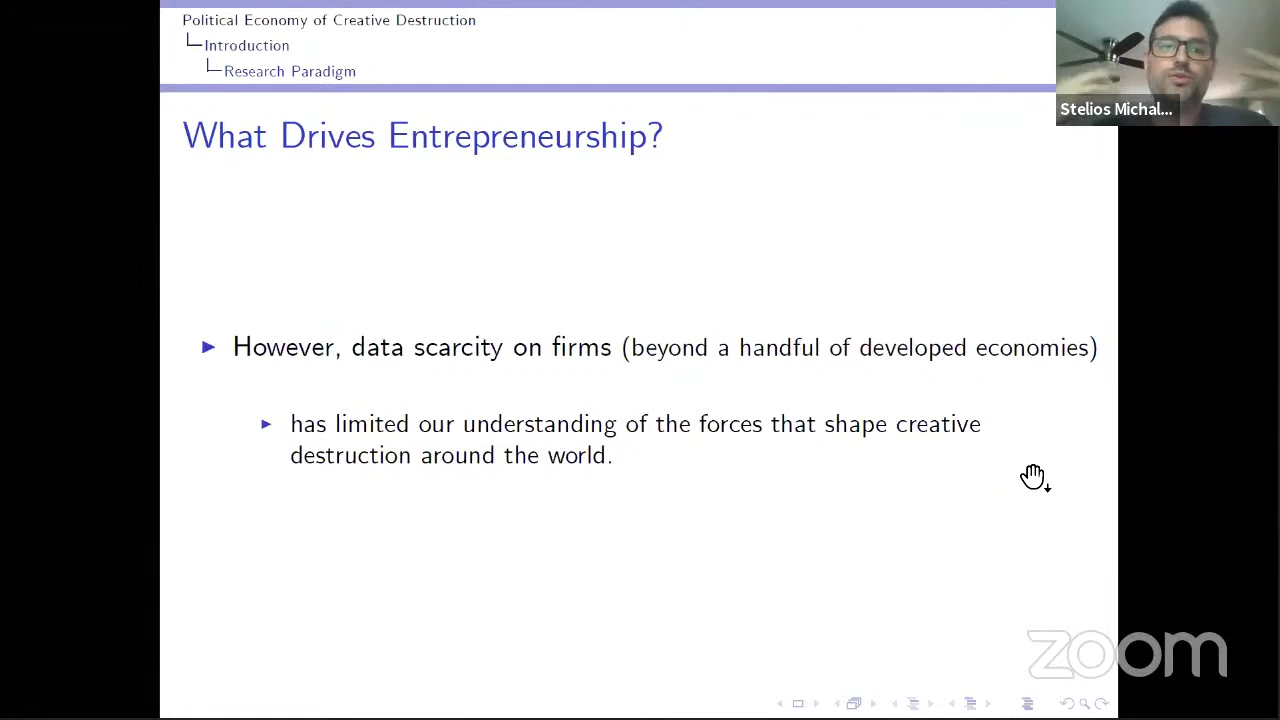 Political Economy of Creative Destruction
Introduction
Research Paradigm
Stelios Michal...
What Drives Entrepreneurship?
However, data scarcity on firms (beyond a handful of developed economies)
has limited our understanding of the forces that shape creative
destruction around the world.
zoom